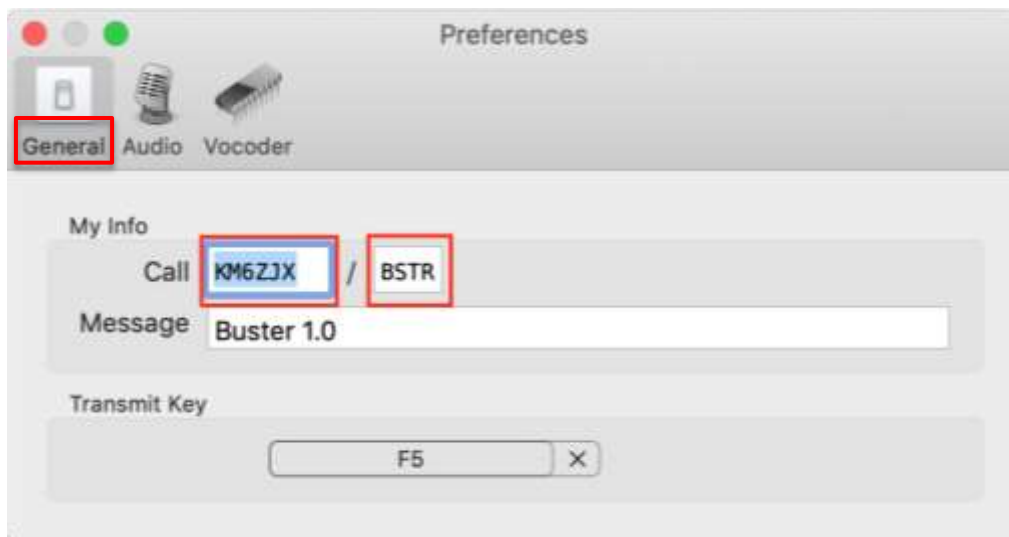 Preferences
General Audio Vocoder
My Info
Call KM6ZJX / BSTR
Message Buster 1.0
Transmit Key
F5 ×